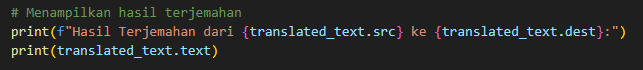 # Menampilkan hasil terjemahan
print(f"Hasil Terjemahan dari {translated_text.src} ke {translated_text.dest}:")
print(translated_text.text)